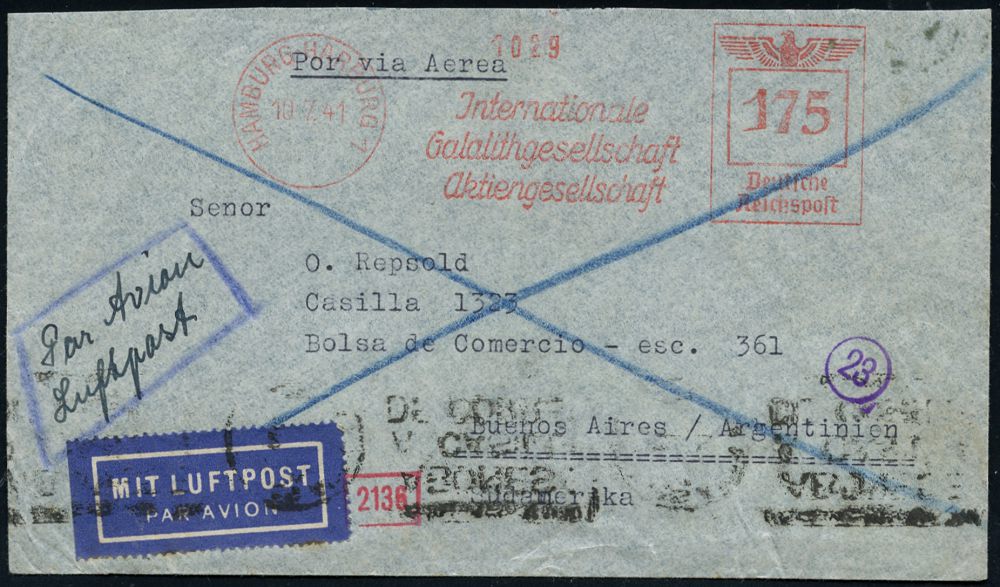 1029
HAMBURG-HARBURG 1
10.7.41
Por via Aerea
Internationale
Galalithgesellschaft
Aktiengesellschaft
175
Deutsche
Reichspost
Senor
O. Repsold
Casilla 1323
Bolsa de Comercio - esc. 361
Buenos Aires / Argentinien
Südamerika
Par Avion
Luftpost
23
MIT LUFTPOST
PAR AVION
2136